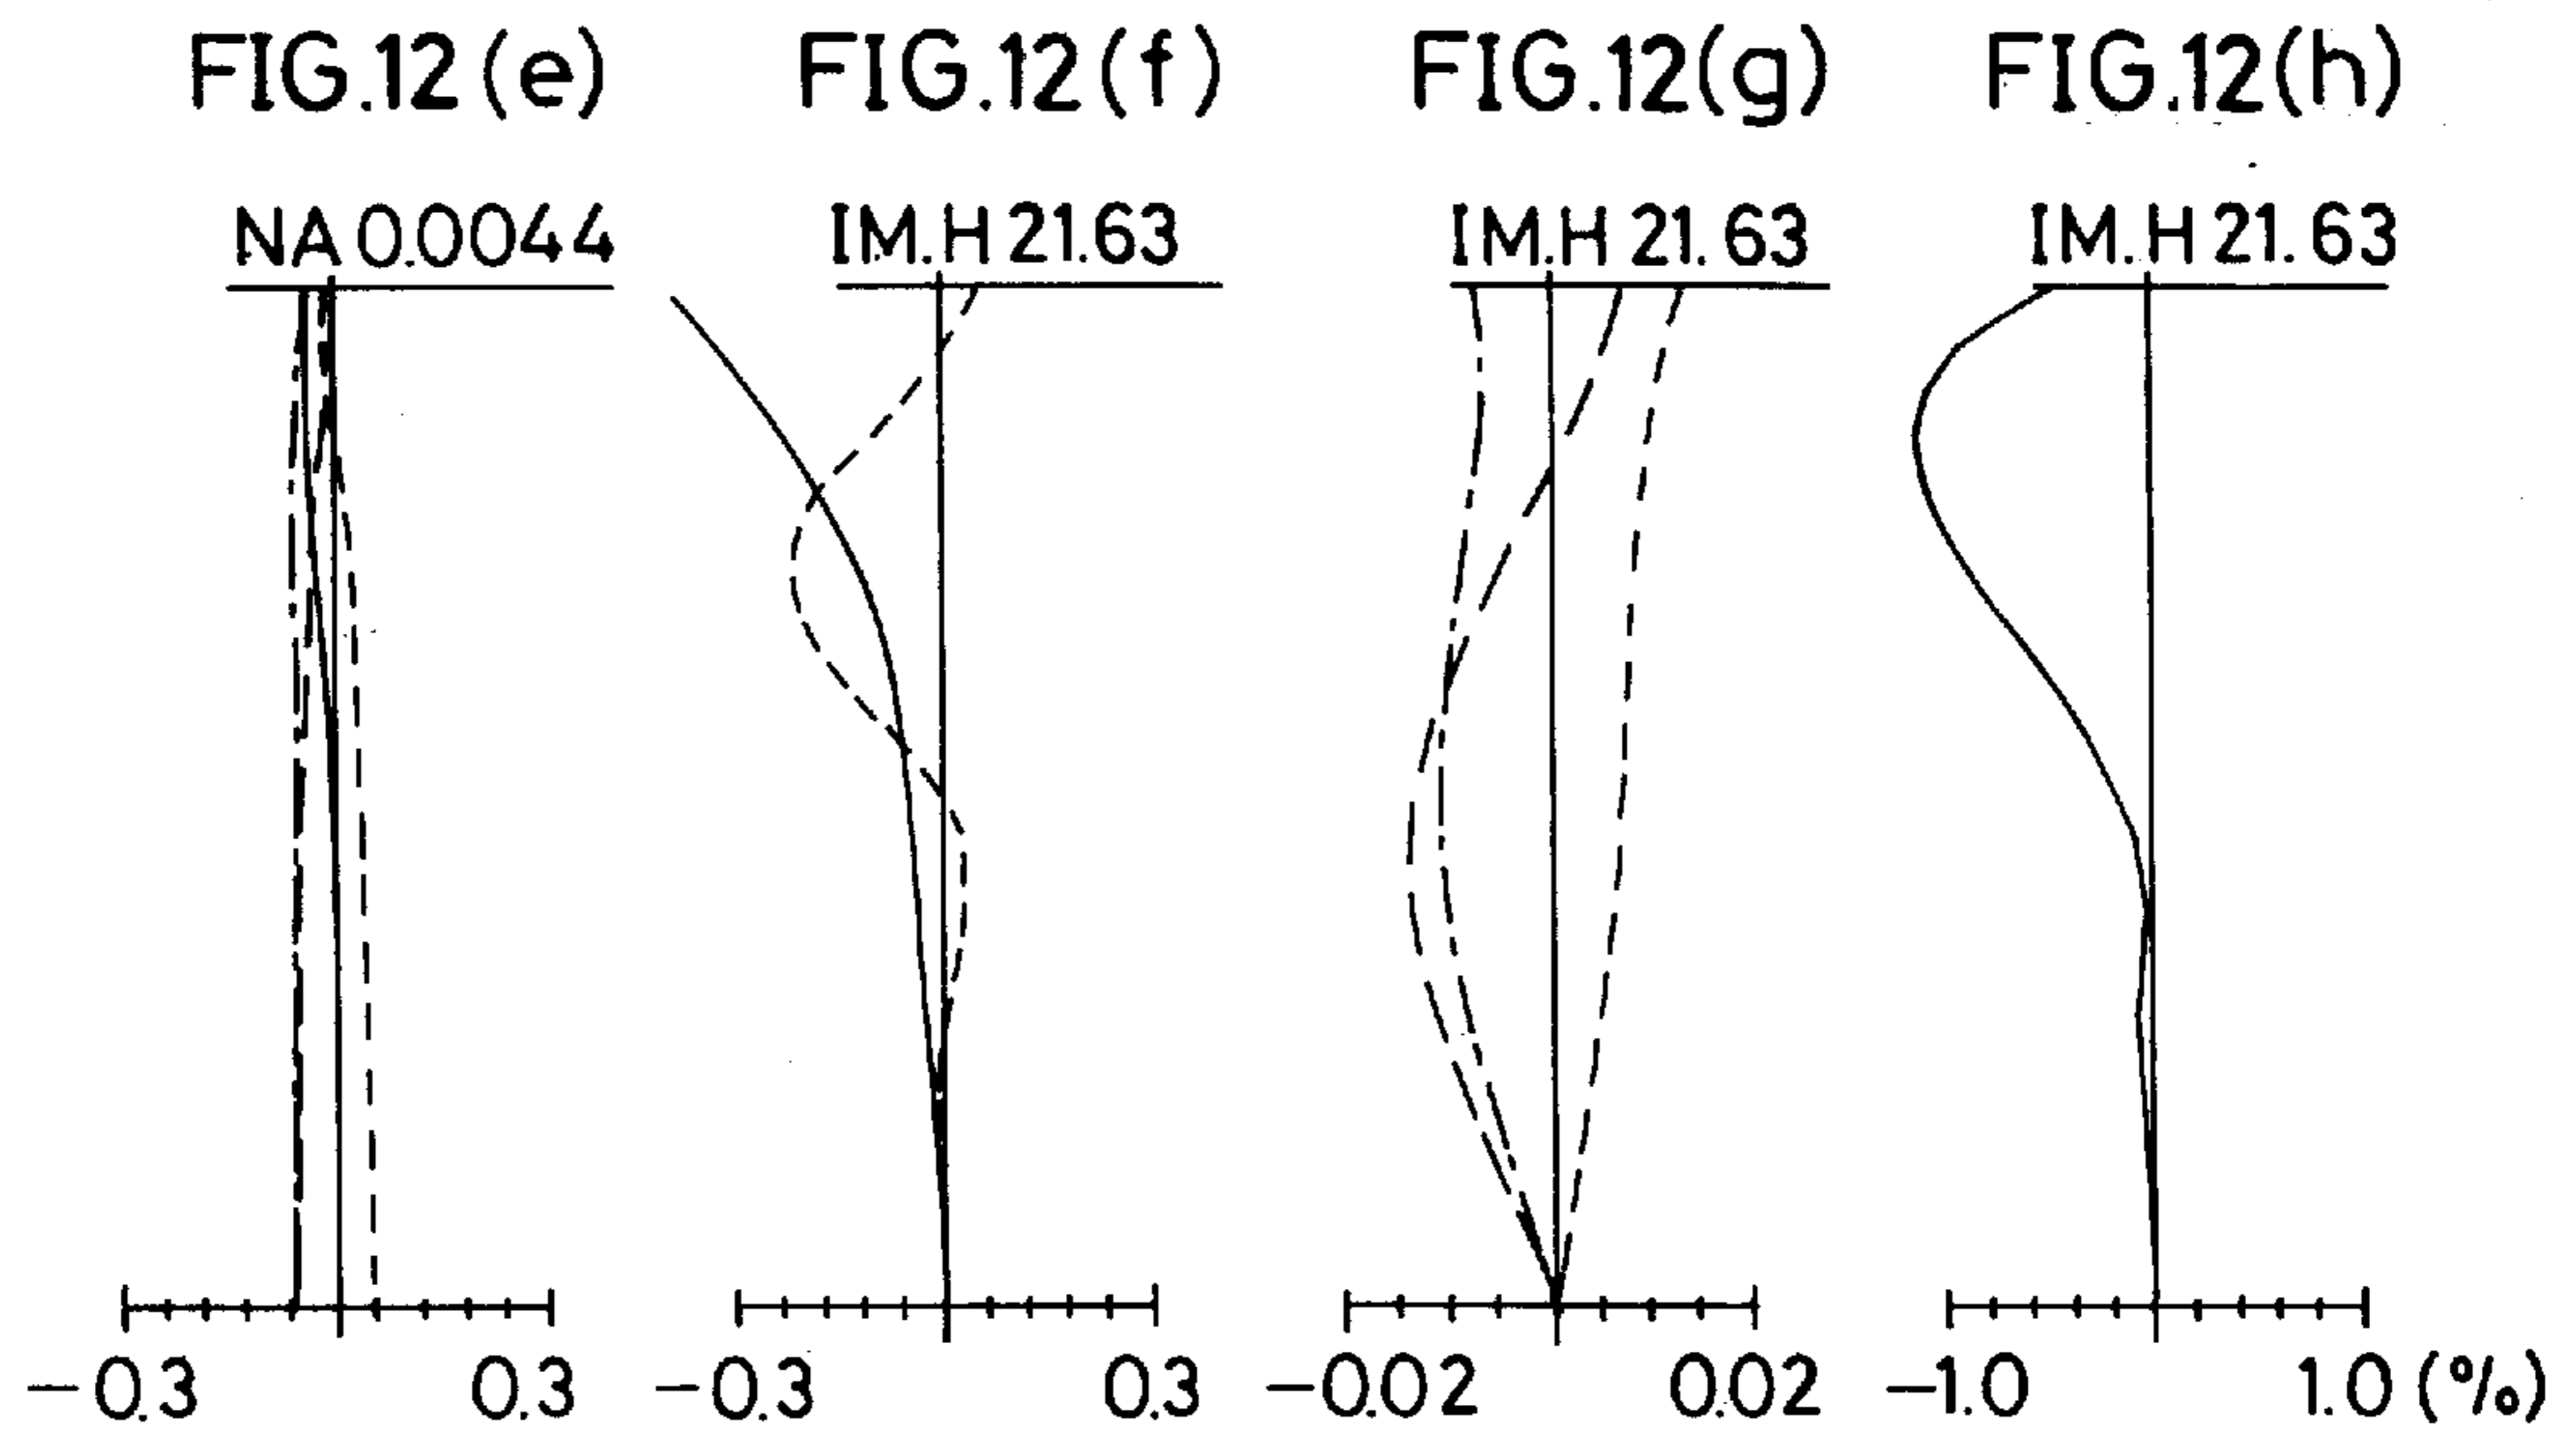 FIG.12(e) FIG.12(f) FIG.12(g) FIG.12(h)
NA 0.0044 IM.H 21.63 IM.H 21.63 IM.H 21.63
-0.3 0.3 -0.3 0.3 -0.02 0.02 -1.0 1.0 (%)